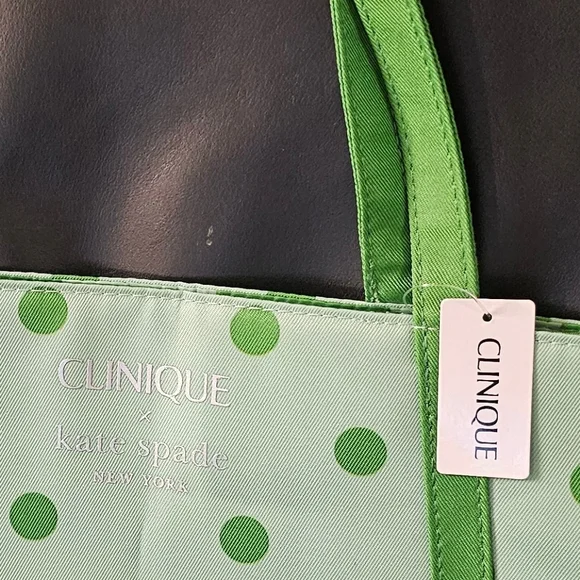 CLINIQUE
×
kate spade
NEW YORK
CLINIQUE